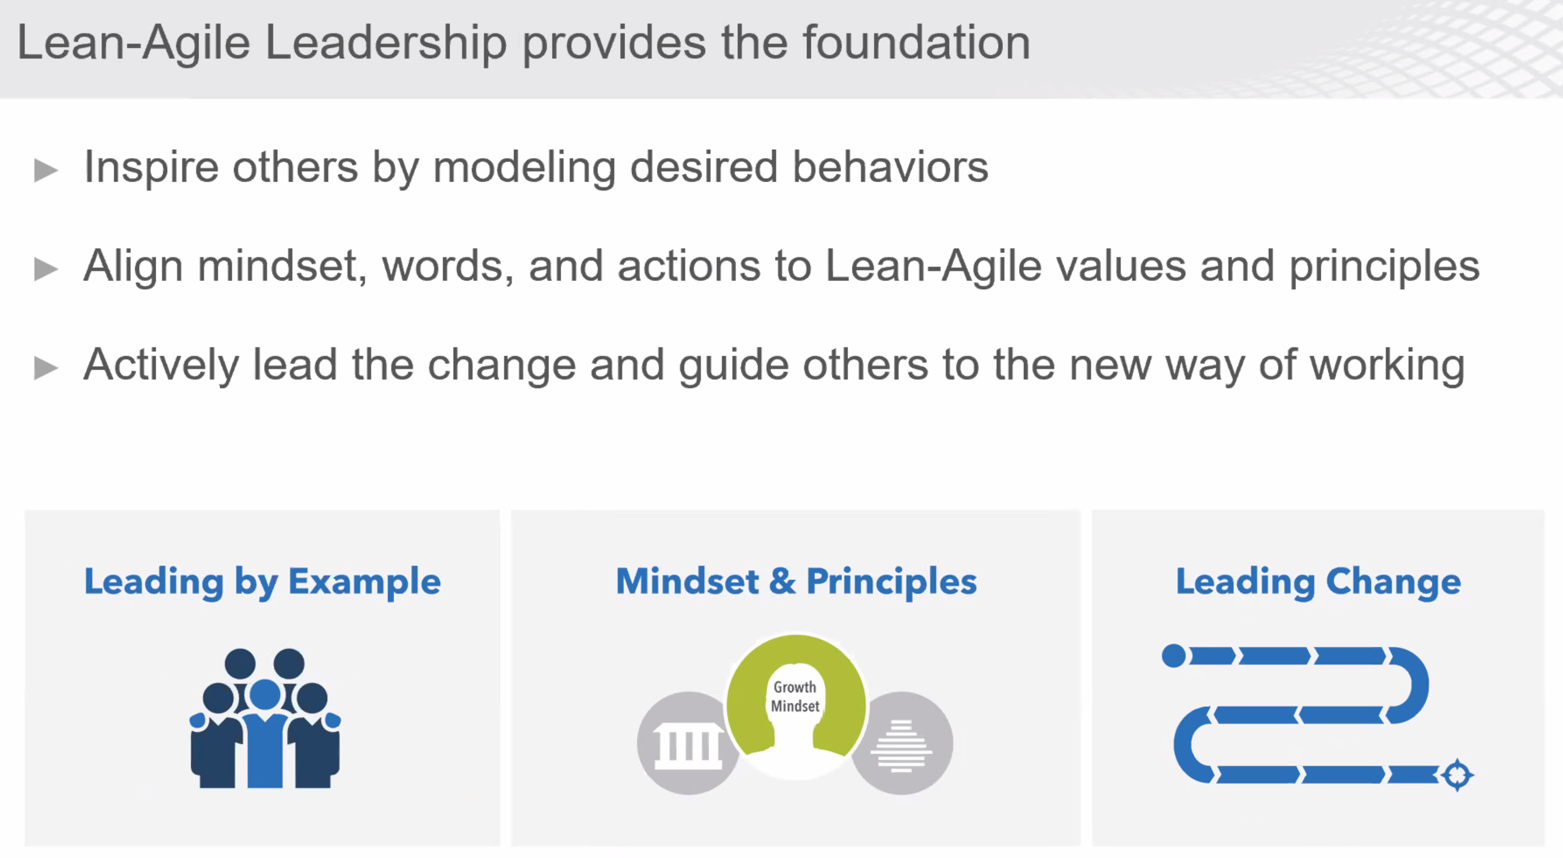 Lean-Agile Leadership provides the foundation
Inspire others by modeling desired behaviors
Align mindset, words, and actions to Lean-Agile values and principles
Actively lead the change and guide others to the new way of working
Leading by Example
Mindset & Principles
Growth
Mindset
Leading Change